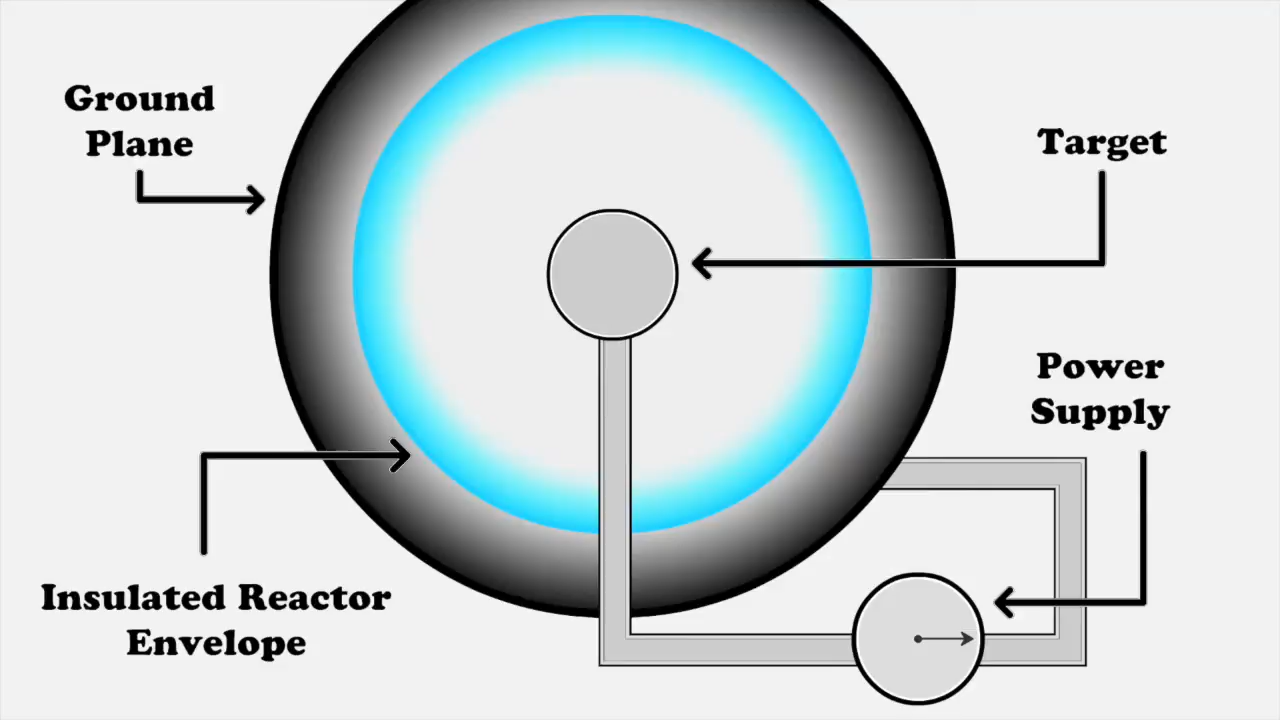 Ground
Plane
Target
Power
Supply
Insulated Reactor
Envelope